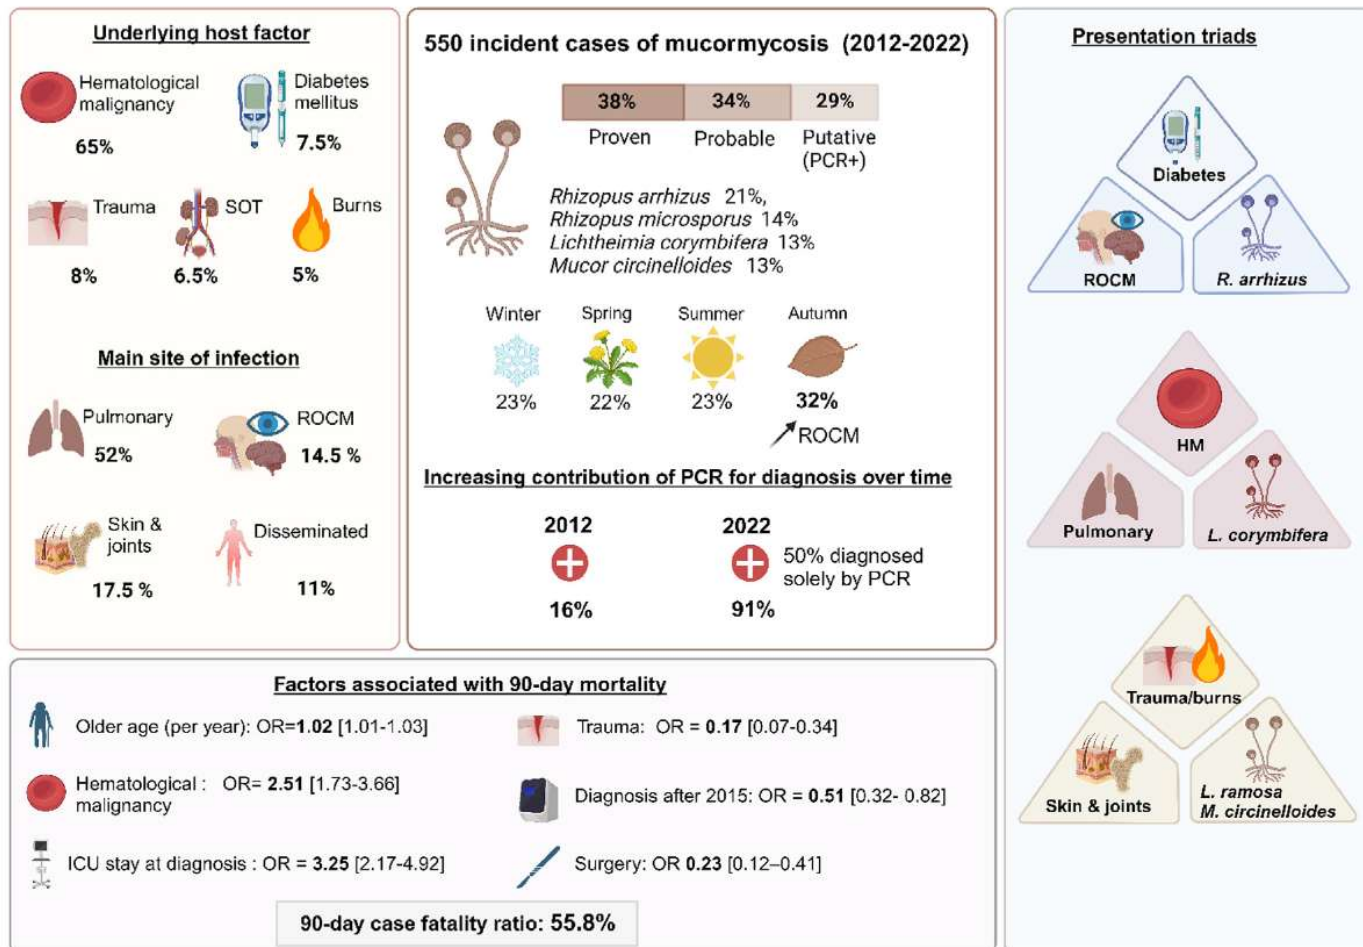 Underlying host factor
Hematological
malignancy
65%
Diabetes
mellitus
7.5%
Trauma
8%
SOT
6.5%
Burns
5%
Main site of infection
Pulmonary
52%
ROCM
14.5 %
Skin &
joints
17.5 %
Disseminated
11%
550 incident cases of mucormycosis (2012-2022)
38%
34%
29%
Proven
Probable
Putative
(PCR+)
Rhizopus arrhizus 21%,
Rhizopus microsporus 14%
Lichtheimia corymbifera 13%
Mucor circinelloides 13%
Winter
Spring
Summer
Autumn
23%
22%
23%
32%
ROCM
Increasing contribution of PCR for diagnosis over time
2012
16%
2022
91%
50% diagnosed
solely by PCR
Factors associated with 90-day mortality
Older age (per year): OR=1.02 [1.01-1.03]
Hematological : OR= 2.51 [1.73-3.66]
malignancy
ICU stay at diagnosis : OR = 3.25 [2.17-4.92]
Trauma: OR = 0.17 [0.07-0.34]
Diagnosis after 2015: OR = 0.51 [0.32- 0.82]
Surgery: OR 0.23 [0.12–0.41]
90-day case fatality ratio: 55.8%
Presentation triads
Diabetes
ROCM
R. arrhizus
HM
Pulmonary
L. corymbifera
Trauma/burns
Skin & joints
L. ramosa
M. circinelloides